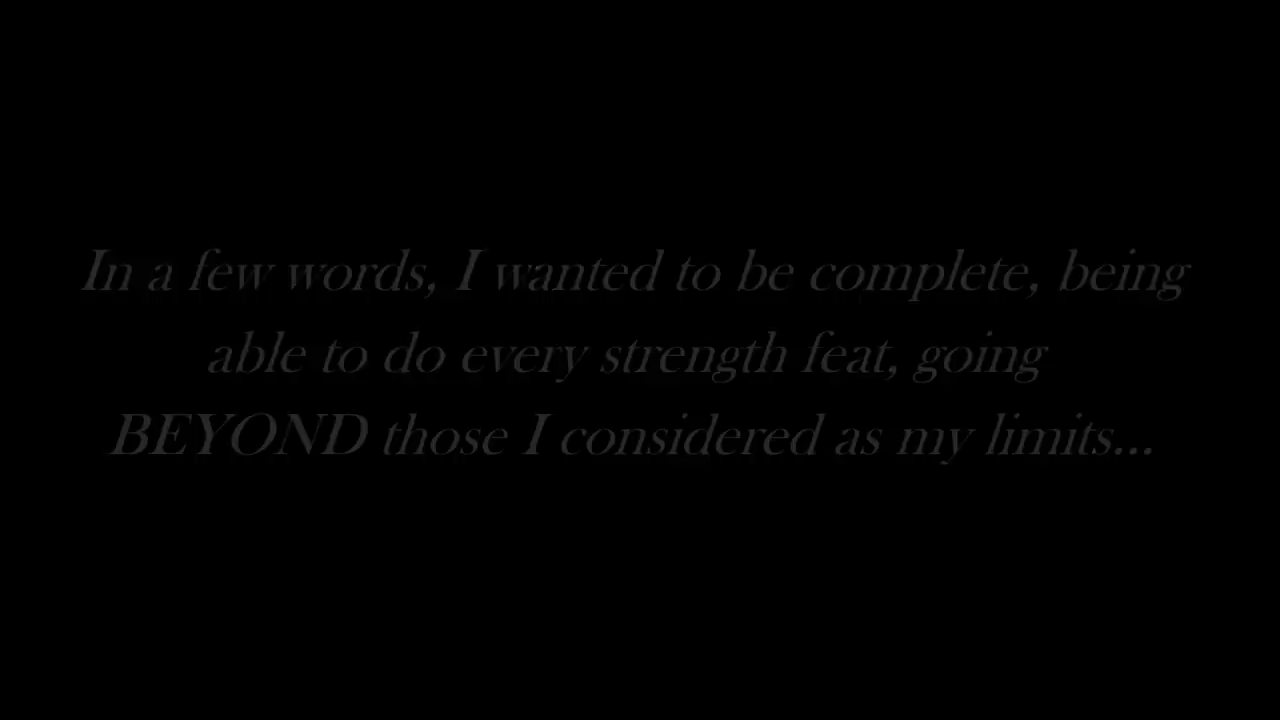 In a few words, I wanted to be complete, being
able to do every strength feat, going
BEYOND those I considered as my limits...